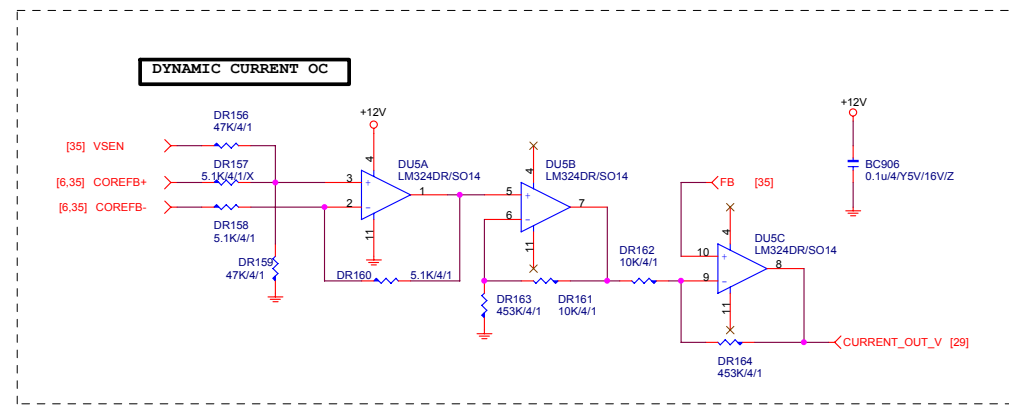 DYNAMIC CURRENT OC
+12V
+12V
DR156
47K/4/1
[35] VSEN
DR157
5.1K/4/1/X
[6,35] COREFB+
[6,35] COREFB-
DR158
5.1K/4/1
DR159
47K/4/1
DR160
5.1K/4/1
DU5A
LM324DR/SO14
3
2
1
4
11
+
-
DU5B
LM324DR/SO14
5
6
7
4
11
+
-
DR163
453K/4/1
DR161
10K/4/1
DR162
10K/4/1
FB [35]
DU5C
LM324DR/SO14
10
9
8
4
11
+
-
DR164
453K/4/1
CURRENT_OUT_V [29]
BC906
0.1u/4/Y5V/16V/Z